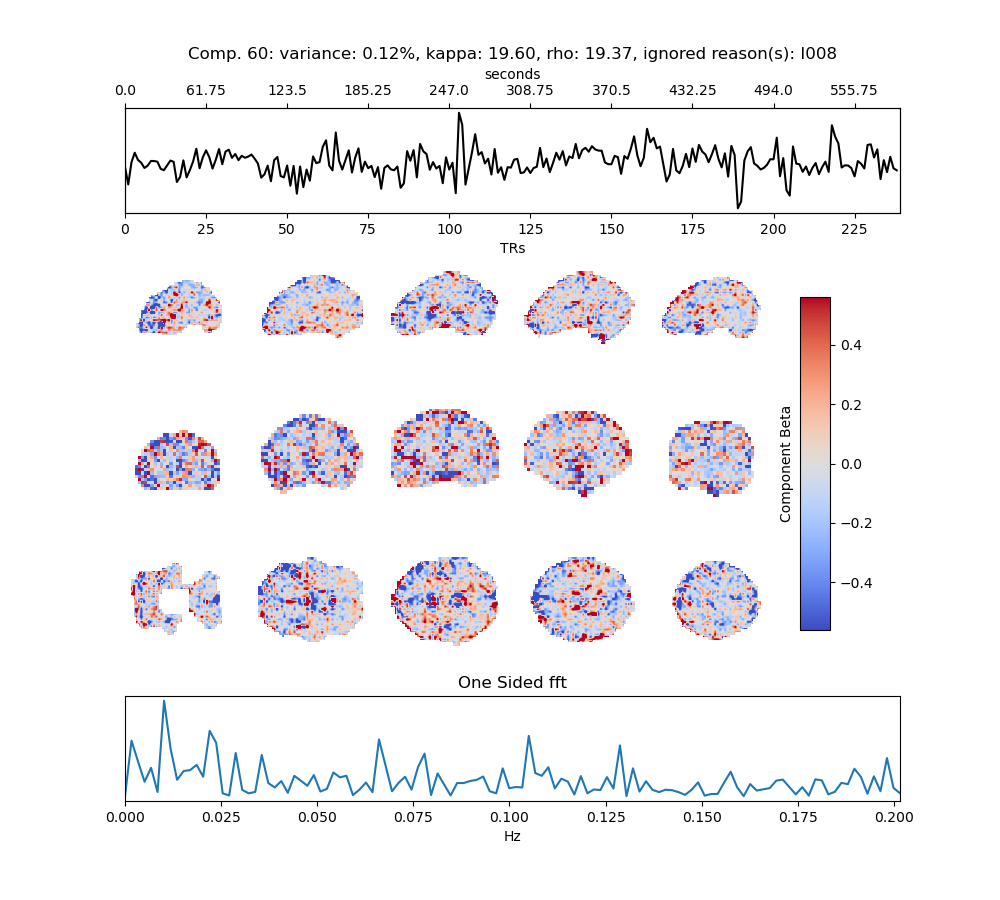 Comp. 60: variance: 0.12%, kappa: 19.60, rho: 19.37, ignored reason(s): I008
seconds
0.0 61.75 123.5 185.25 247.0 308.75 370.5 432.25 494.0 555.75
0 25 50 75 100 125 150 175 200 225
TRs
0.4
0.2
0.0
−0.2
−0.4
Component Beta
One Sided fft
0.000 0.025 0.050 0.075 0.100 0.125 0.150 0.175 0.200
Hz